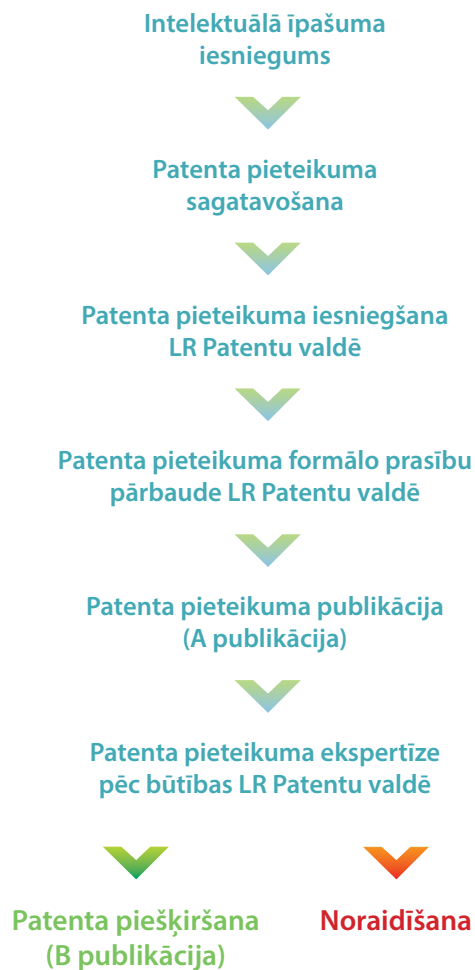 Intelektuālā īpašuma
iesniegums
Patenta pieteikuma
sagatavošana
Patenta pieteikuma iesniegšana
LR Patentu valdē
Patenta pieteikuma formālo prasību
pārbaude LR Patentu valdē
Patenta pieteikuma publikācija
(A publikācija)
Patenta pieteikuma ekspertīze
pēc būtības LR Patentu valdē
Patenta piešķiršana
(B publikācija)
Noraidīšana